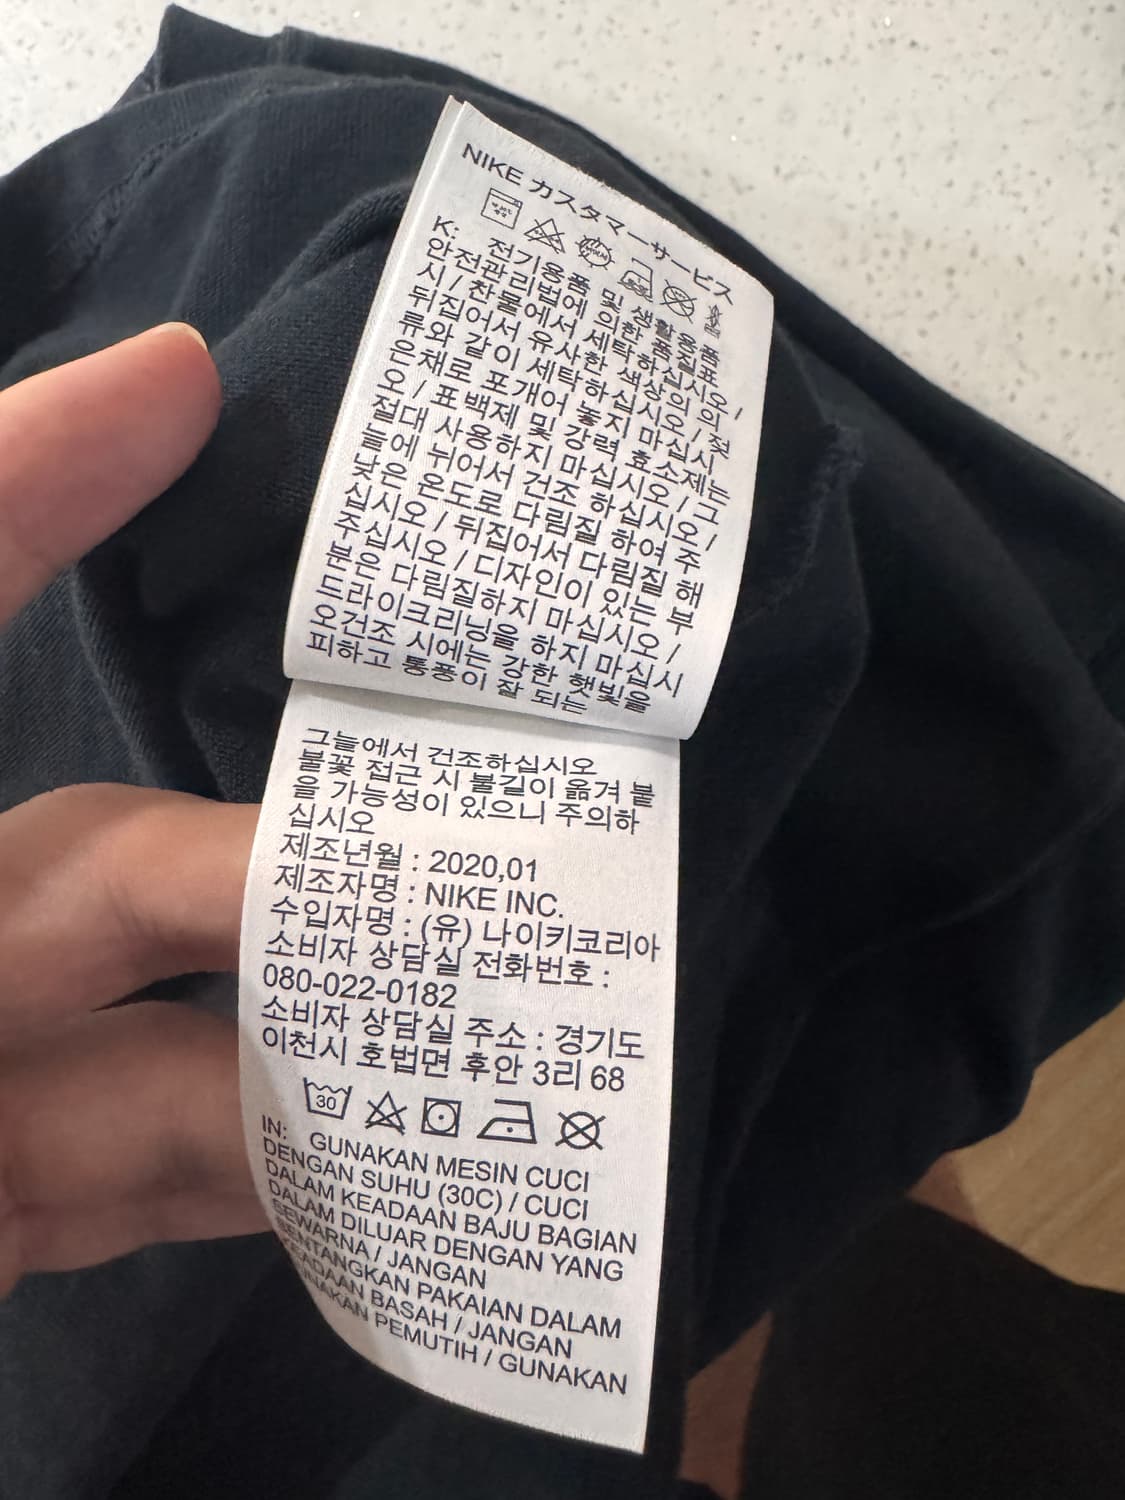 NIKE カスタマーサービス
K: 전기용품 및 생활용품
안전관리법에 의한 품질표
시 / 찬물에서 세탁 하십시오 /
뒤집어서 유사한 색상의 의
류와 같이 세탁하십시오 / 젖
은채로 포개어 놓지 마십시
오 / 표백제 및 강력 효소제는
절대 사용하지 마십시오 / 그
늘에 뉘어서 건조 하십시오 /
낮은 온도로 다림질 하여 주
십시오 / 뒤집어서 다림질 해
주십시오 / 디자인이 있는 부
분은 다림질하지 마십시오 /
드라이크리닝을 하지 마십시
오건조 시에는 강한 햇빛을
피하고 통풍이 잘 되는
그늘에서 건조하십시오
불꽃 접근 시 불길이 옮겨 붙
을 가능성이 있으니 주의하
십시오
제조년월 : 2020,01
제조자명 : NIKE INC.
수입자명 : (유) 나이키코리아
소비자 상담실 전화번호 :
080-022-0182
소비자 상담실 주소 : 경기도
이천시 호법면 후안 3리 68
30
IN: GUNAKAN MESIN CUCI
DENGAN SUHU (30C) / CUCI
DALAM KEADAAN BAJU BAGIAN
DALAM DILUAR DENGAN YANG
SEWARNA / JANGAN
BENTANGKAN PAKAIAN DALAM
KEADAAN BASAH / JANGAN
GUNAKAN PEMUTIH / GUNAKAN